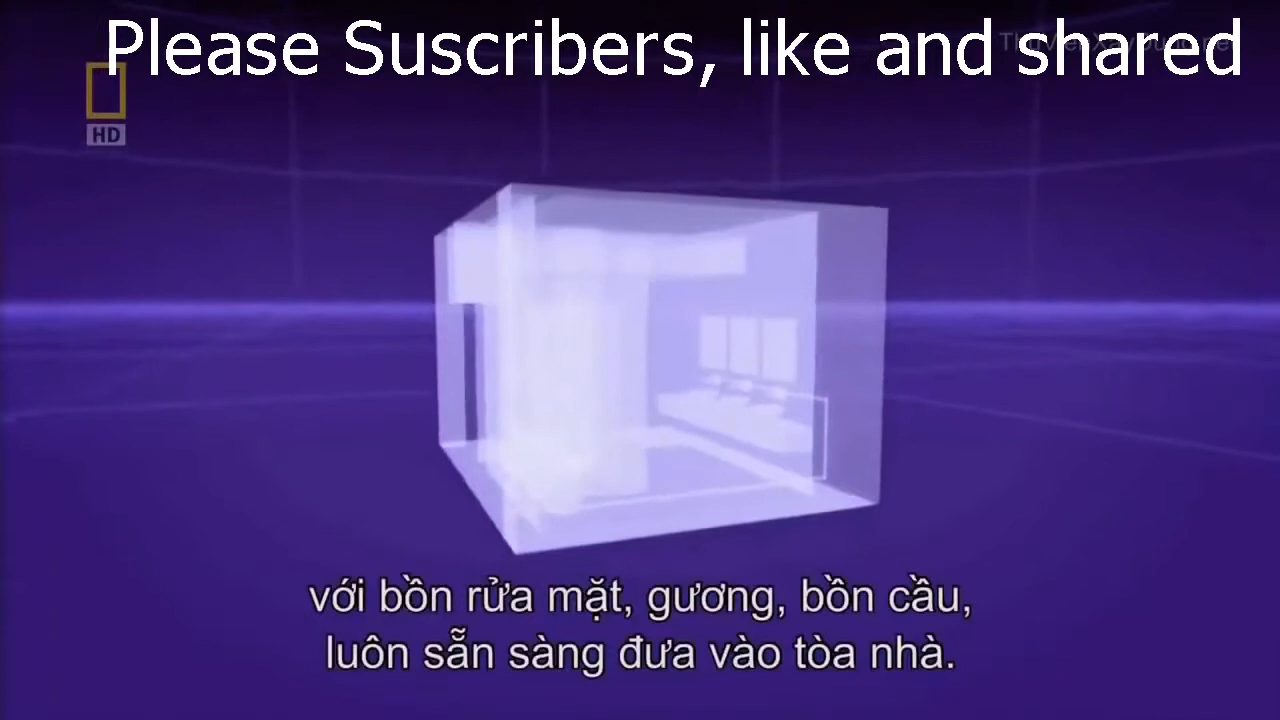 Please Suscribers, like and shared
HD
với bồn rửa mặt, gương, bồn cầu,
luôn sẵn sàng đưa vào tòa nhà.